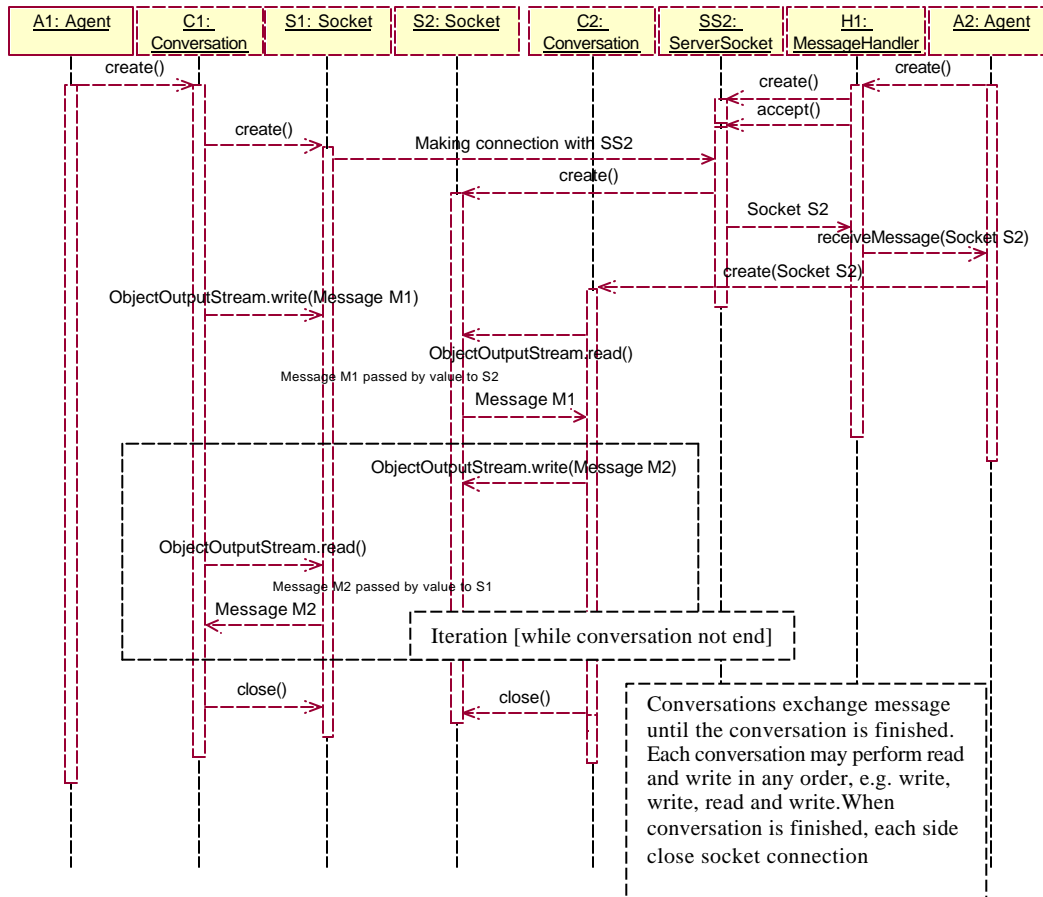 A1: Agent
C1:
Conversation
S1: Socket
S2: Socket
C2:
Conversation
SS2:
ServerSocket
H1:
MessageHandler
A2: Agent
create()
create()
create()
accept()
create()
Making connection with SS2
create()
Socket S2
receiveMessage(Socket S2)
create(Socket S2)
ObjectOutputStream.write(Message M1)
ObjectOutputStream.read()
Message M1 passed by value to S2
Message M1
ObjectOutputStream.write(Message M2)
ObjectOutputStream.read()
Message M2 passed by value to S1
Message M2
Iteration [while conversation not end]
close()
close()
Conversations exchange message
until the conversation is finished.
Each conversation may perform read
and write in any order, e.g. write,
write, read and write.When
conversation is finished, each side
close socket connection